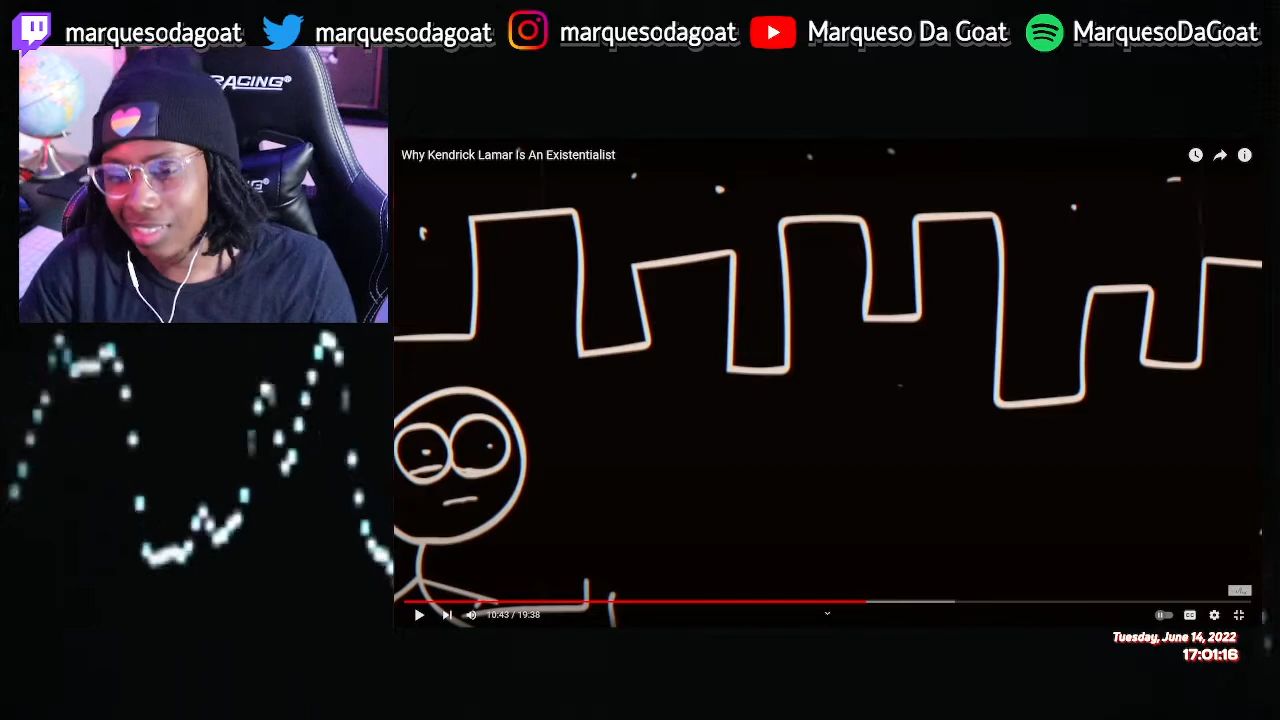 marquesodagoat marquesodagoat marquesodagoat Marqueso Da Goat MarquesoDaGoat
RACING
Why Kendrick Lamar Is An Existentialist
10:43 / 19:38
CC
Tuesday, June 14, 2022
17:01:16